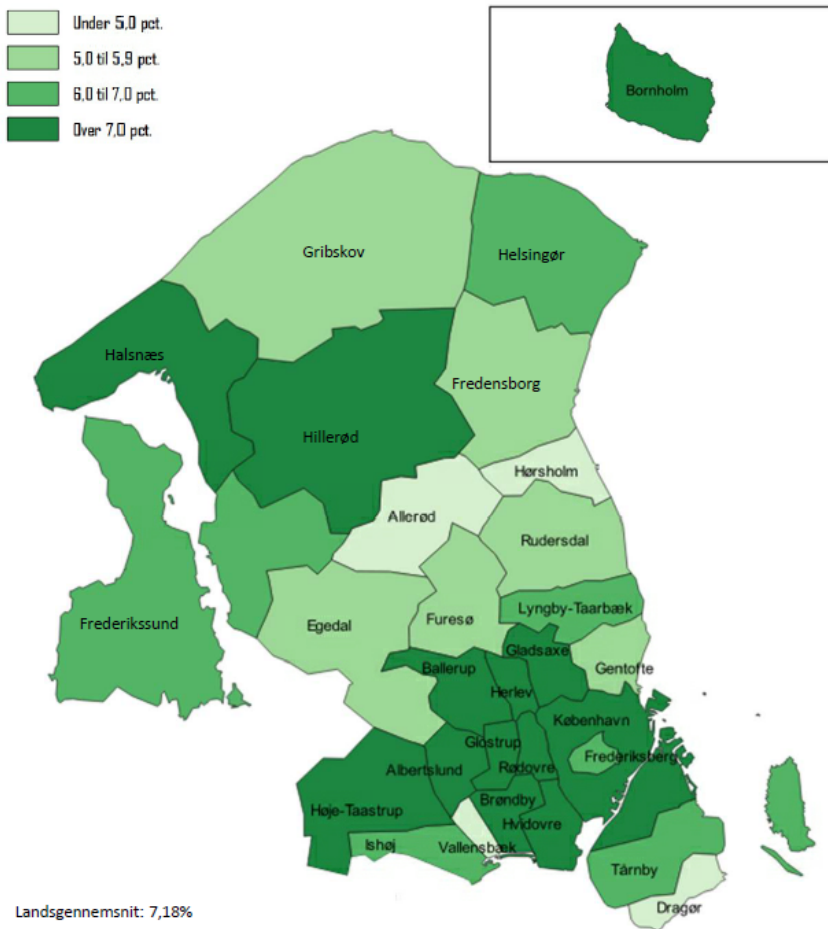 Under 5,0 pct.
5,0 til 5,9 pct.
6,0 til 7,0 pct.
Over 7,0 pct.
Bornholm
Gribskov
Helsingør
Halsnæs
Fredensborg
Hillerød
Hørsholm
Allerød
Rudersdal
Frederikssund
Egedal
Furesø
Lyngby-Taarbæk
Gladsaxe
Ballerup
Gentofte
Herlev
København
Glostrup
Frederiksberg
Albertslund
Rødovre
Høje-Taastrup
Brøndby
Hvidovre
Ishøj
Vallensbæk
Tårnby
Dragør
Landsgennemsnit: 7,18%